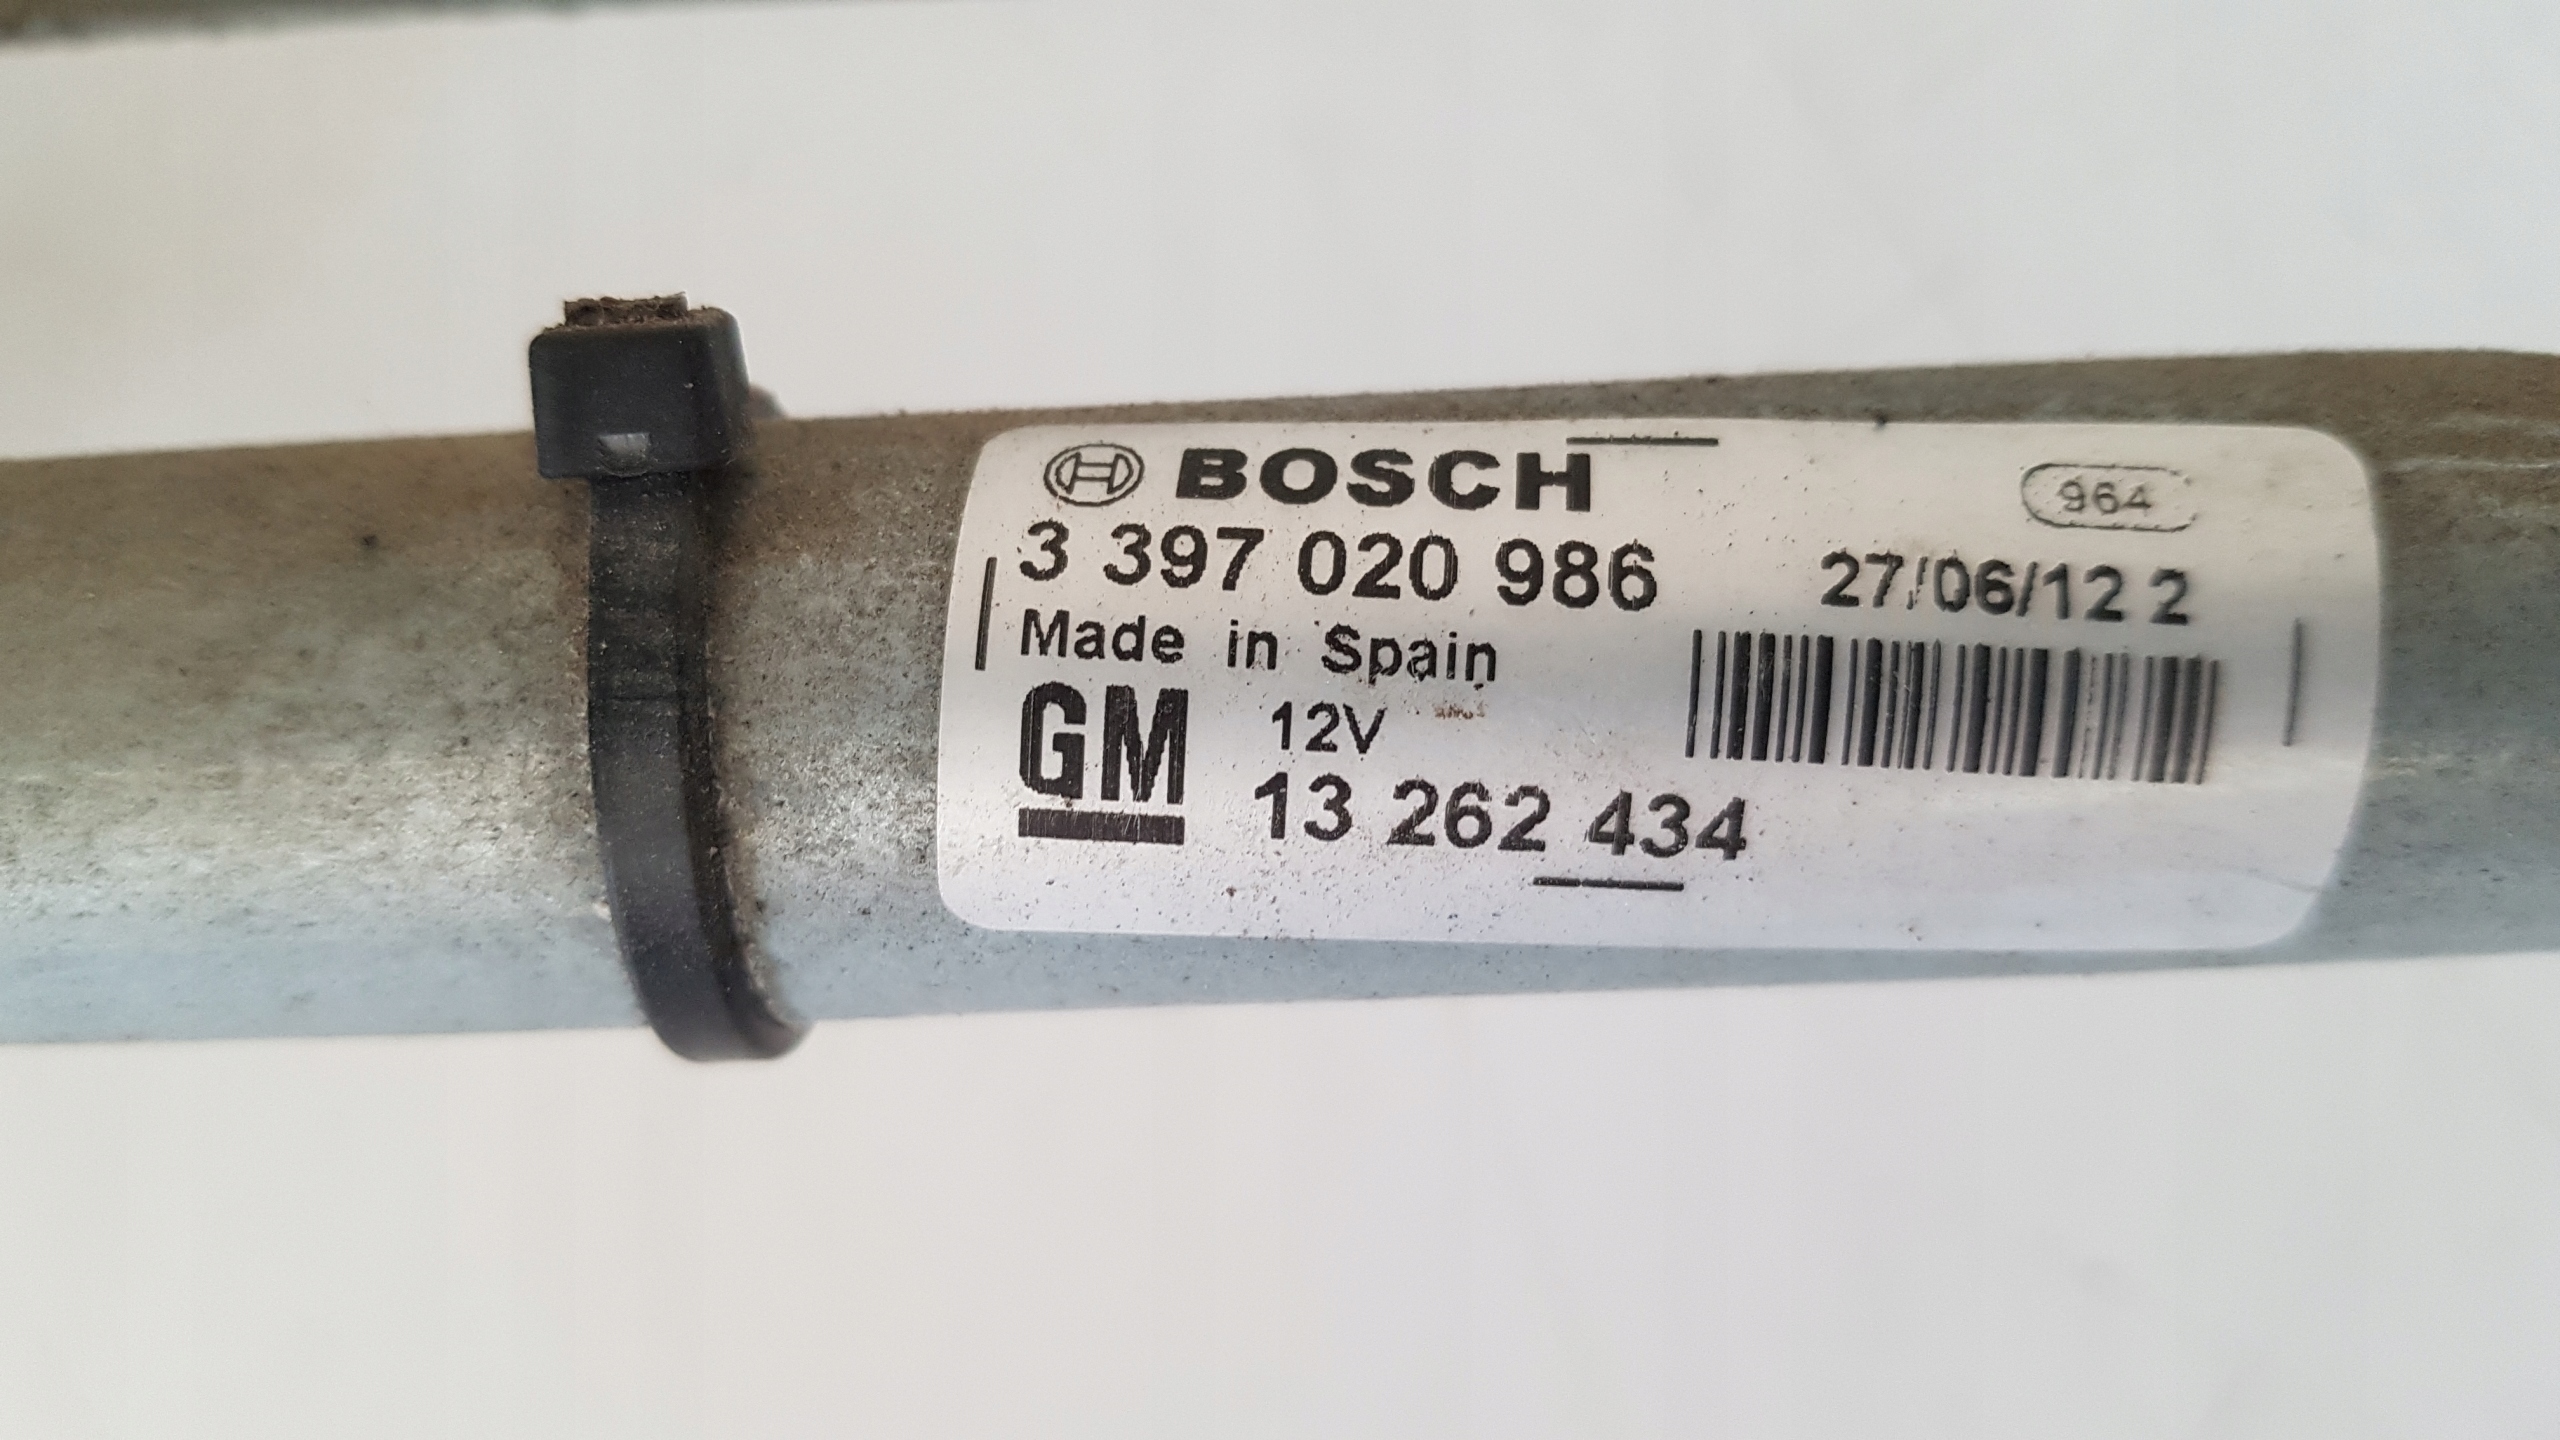 BOSCH
964
3 397 020 986
27/06/12 2
Made in Spain
GM
12V
13 262 434